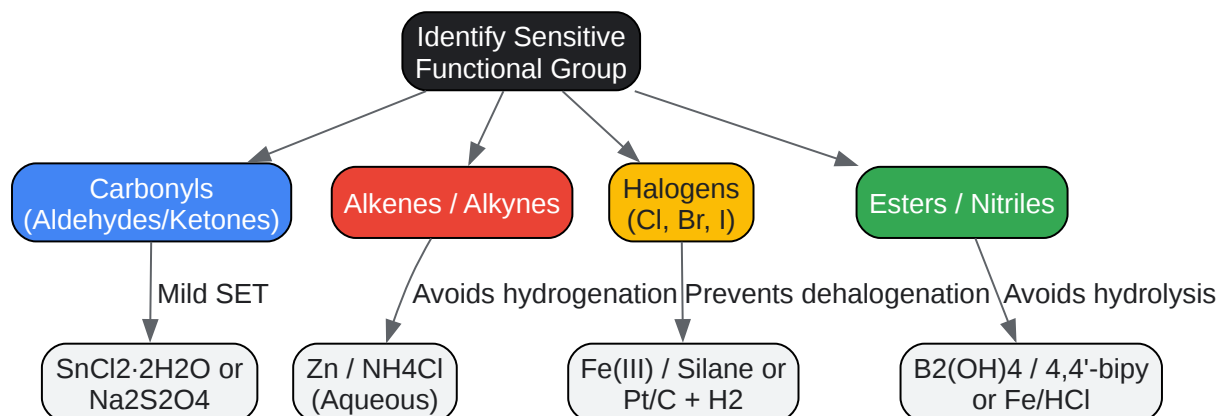 Identify Sensitive
Functional Group
Carbonyls
(Aldehydes/Ketones)
Alkenes / Alkynes
Halogens
(Cl, Br, I)
Esters / Nitriles
Mild SET
Avoids hydrogenation
Prevents dehalogenation
Avoids hydrolysis
SnCl2·2H2O or
Na2S2O4
Zn / NH4Cl
(Aqueous)
Fe(III) / Silane or
Pt/C + H2
B2(OH)4 / 4,4'-bipy
or Fe/HCl